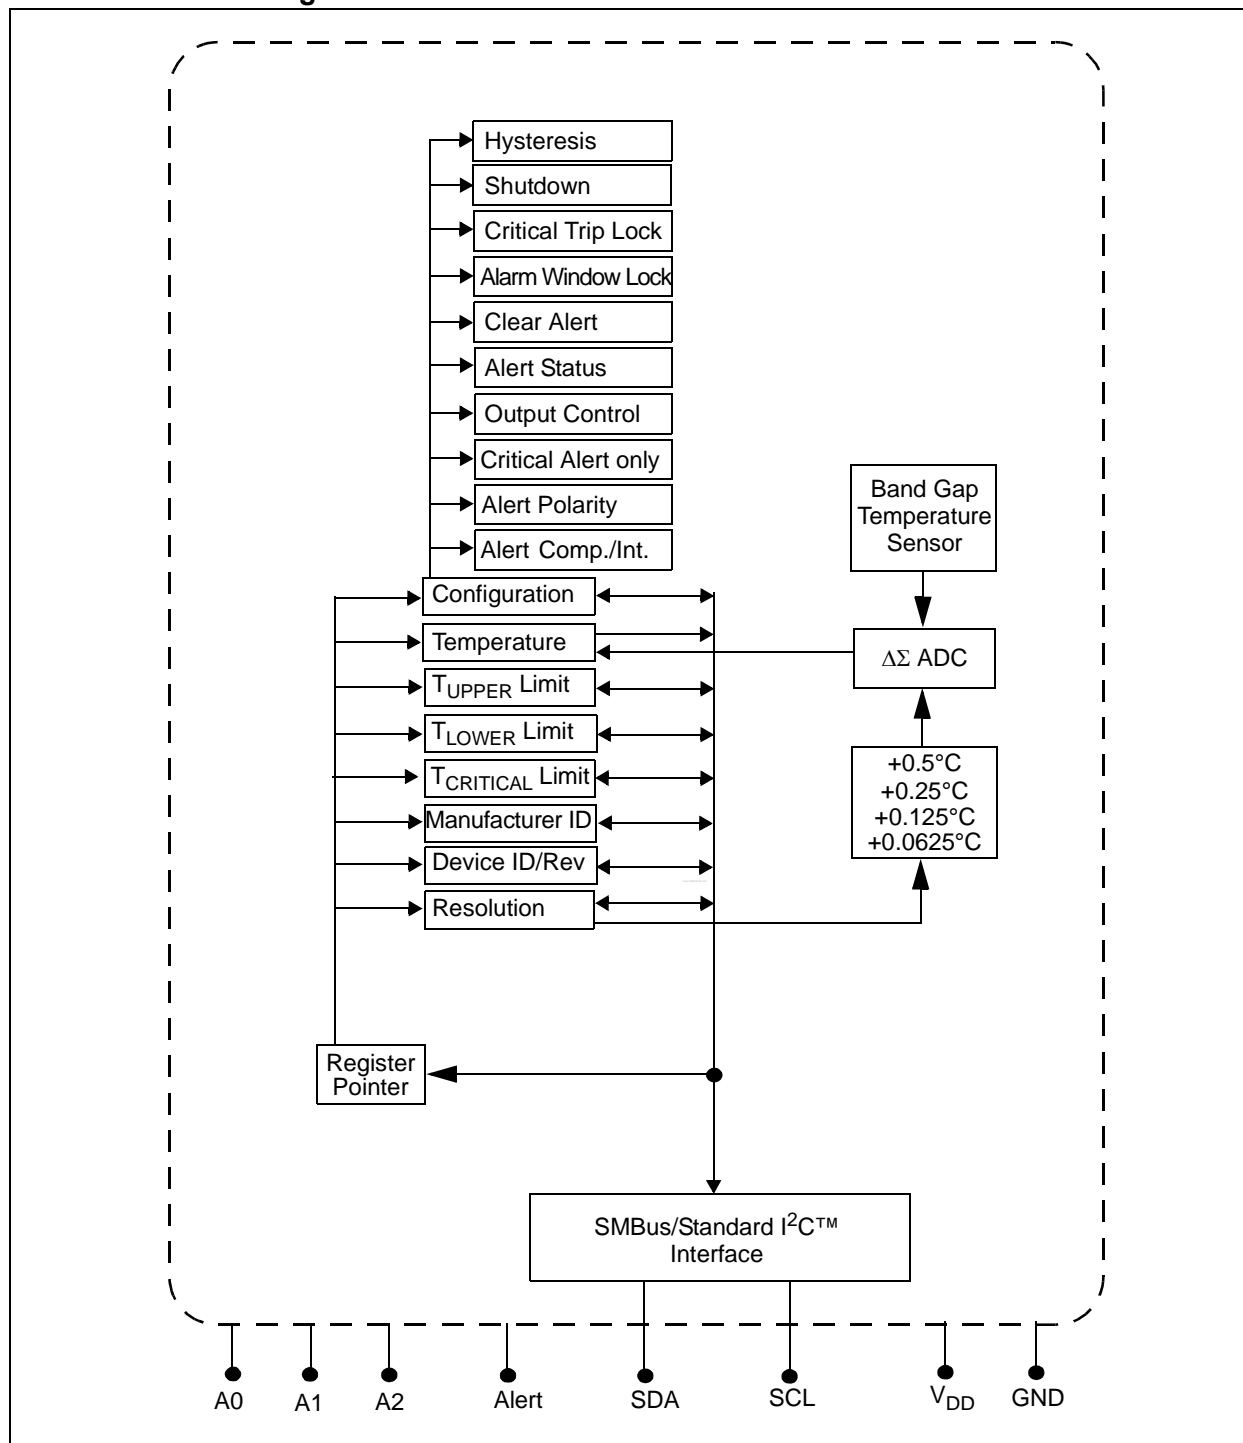 Hysteresis
Shutdown
Critical Trip Lock
Alarm Window Lock
Clear Alert
Alert Status
Output Control
Critical Alert only
Alert Polarity
Alert Comp./Int.
Configuration
Temperature
TUPPER Limit
TLOWER Limit
TCRITICAL Limit
Manufacturer ID
Device ID/Rev
Resolution
Register
Pointer
Band Gap
Temperature
Sensor
ΔΣ ADC
+0.5°C
+0.25°C
+0.125°C
+0.0625°C
SMBus/Standard I²C™
Interface
A0 A1 A2 Alert SDA SCL VDD GND